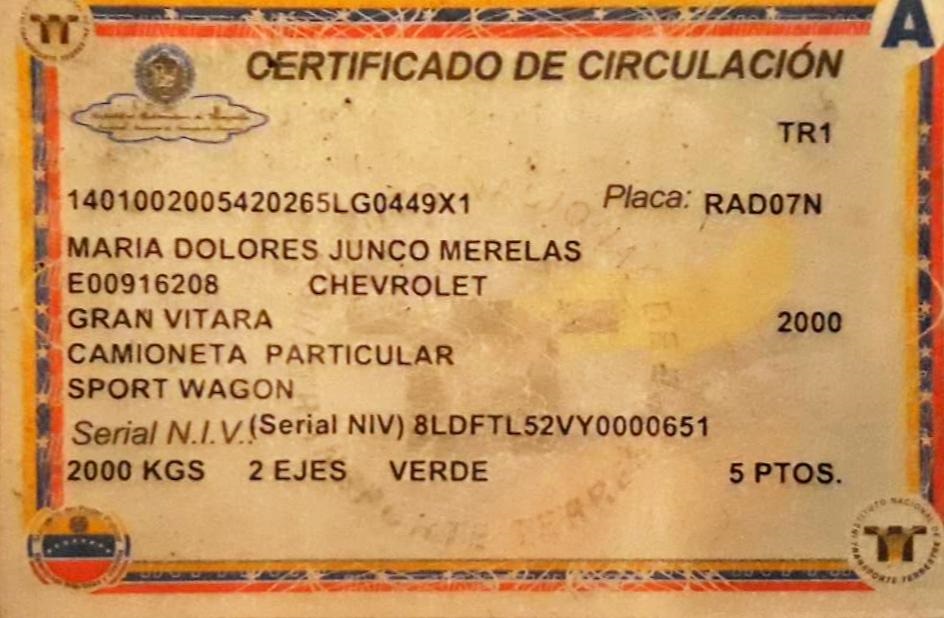 A
CERTIFICADO DE CIRCULACIÓN
TR1
1401002005420265LG0449X1 Placa: RAD07N
MARIA DOLORES JUNCO MERELAS
E00916208 CHEVROLET
GRAN VITARA 2000
CAMIONETA PARTICULAR
SPORT WAGON
Serial N.I.V.:(Serial NIV) 8LDFTL52VY0000651
2000 KGS 2 EJES VERDE 5 PTOS.
INSTITUTO NACIONAL DE TRANSPORTE TERRESTRE